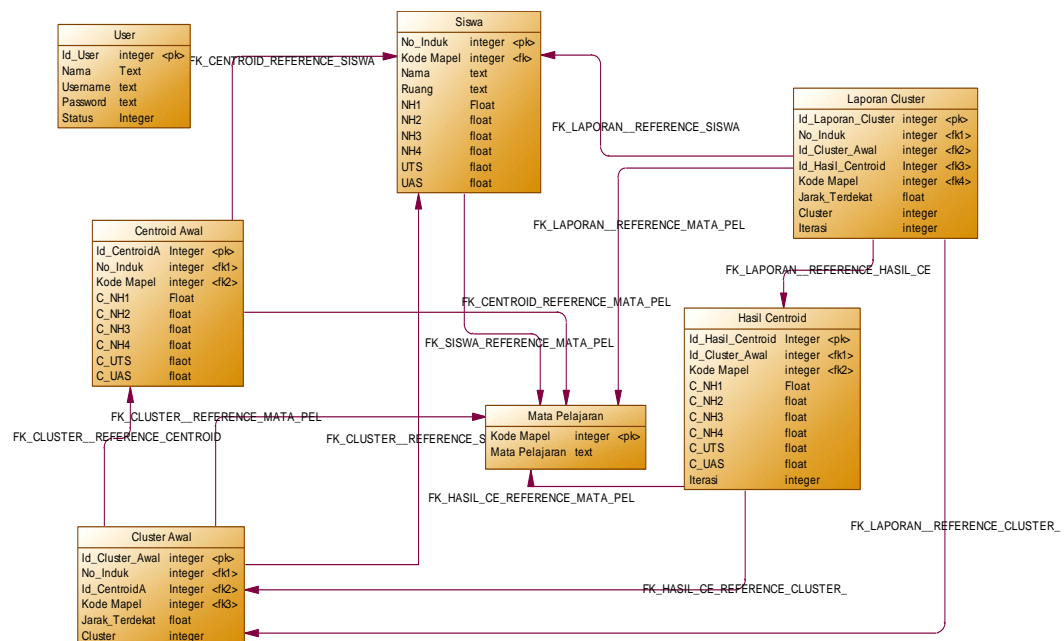 User
Id_User integer <pk>
Nama Text
Username text
Password text
Status Integer
FK_CENTROID_REFERENCE_SISWA
Siswa
No_Induk integer <pk>
Kode Mapel integer <fk>
Nama text
Ruang text
NH1 Float
NH2 float
NH3 float
NH4 float
UTS flaot
UAS float
FK_LAPORAN__REFERENCE_SISWA
Laporan Cluster
Id_Laporan_Cluster integer <pk>
No_Induk integer <fk1>
Id_Cluster_Awal integer <fk2>
Id_Hasil_Centroid Integer <fk3>
Kode Mapel integer <fk4>
Jarak_Terdekat float
Cluster integer
Iterasi integer
FK_LAPORAN__REFERENCE_MATA_PEL
FK_LAPORAN__REFERENCE_HASIL_CE
Centroid Awal
Id_CentroidA Integer <pk>
No_Induk integer <fk1>
Kode Mapel integer <fk2>
C_NH1 Float
C_NH2 float
C_NH3 float
C_NH4 float
C_UTS flaot
C_UAS float
FK_CENTROID_REFERENCE_MATA_PEL
FK_SISWA_REFERENCE_MATA_PEL
Hasil Centroid
Id_Hasil_Centroid Integer <pk>
Id_Cluster_Awal integer <fk1>
Kode Mapel integer <fk2>
C_NH1 Float
C_NH2 float
C_NH3 float
C_NH4 float
C_UTS float
C_UAS float
Iterasi integer
FK_CLUSTER__REFERENCE_MATA_PEL
FK_CLUSTER__REFERENCE_CENTROID
FK_CLUSTER__REFERENCE_S
Mata Pelajaran
Kode Mapel integer <pk>
Mata Pelajaran text
FK_HASIL_CE_REFERENCE_MATA_PEL
FK_LAPORAN__REFERENCE_CLUSTER_
Cluster Awal
Id_Cluster_Awal integer <pk>
No_Induk integer <fk1>
Id_CentroidA Integer <fk2>
Kode Mapel integer <fk3>
Jarak_Terdekat float
Cluster integer
FK_HASIL_CE_REFERENCE_CLUSTER_